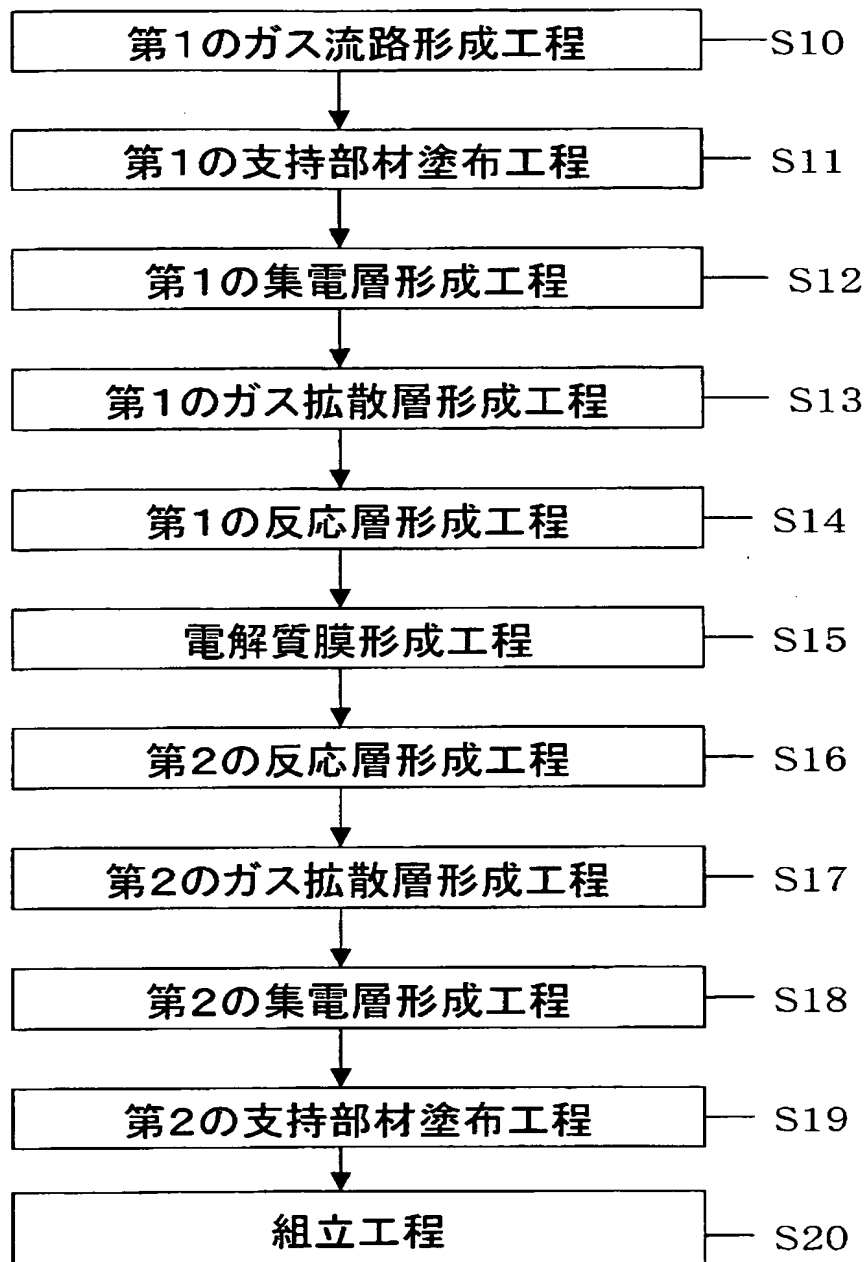 第1のガス流路形成工程 S10
第1の支持部材塗布工程 S11
第1の集電層形成工程 S12
第1のガス拡散層形成工程 S13
第1の反応層形成工程 S14
電解質膜形成工程 S15
第2の反応層形成工程 S16
第2のガス拡散層形成工程 S17
第2の集電層形成工程 S18
第2の支持部材塗布工程 S19
組立工程 S20